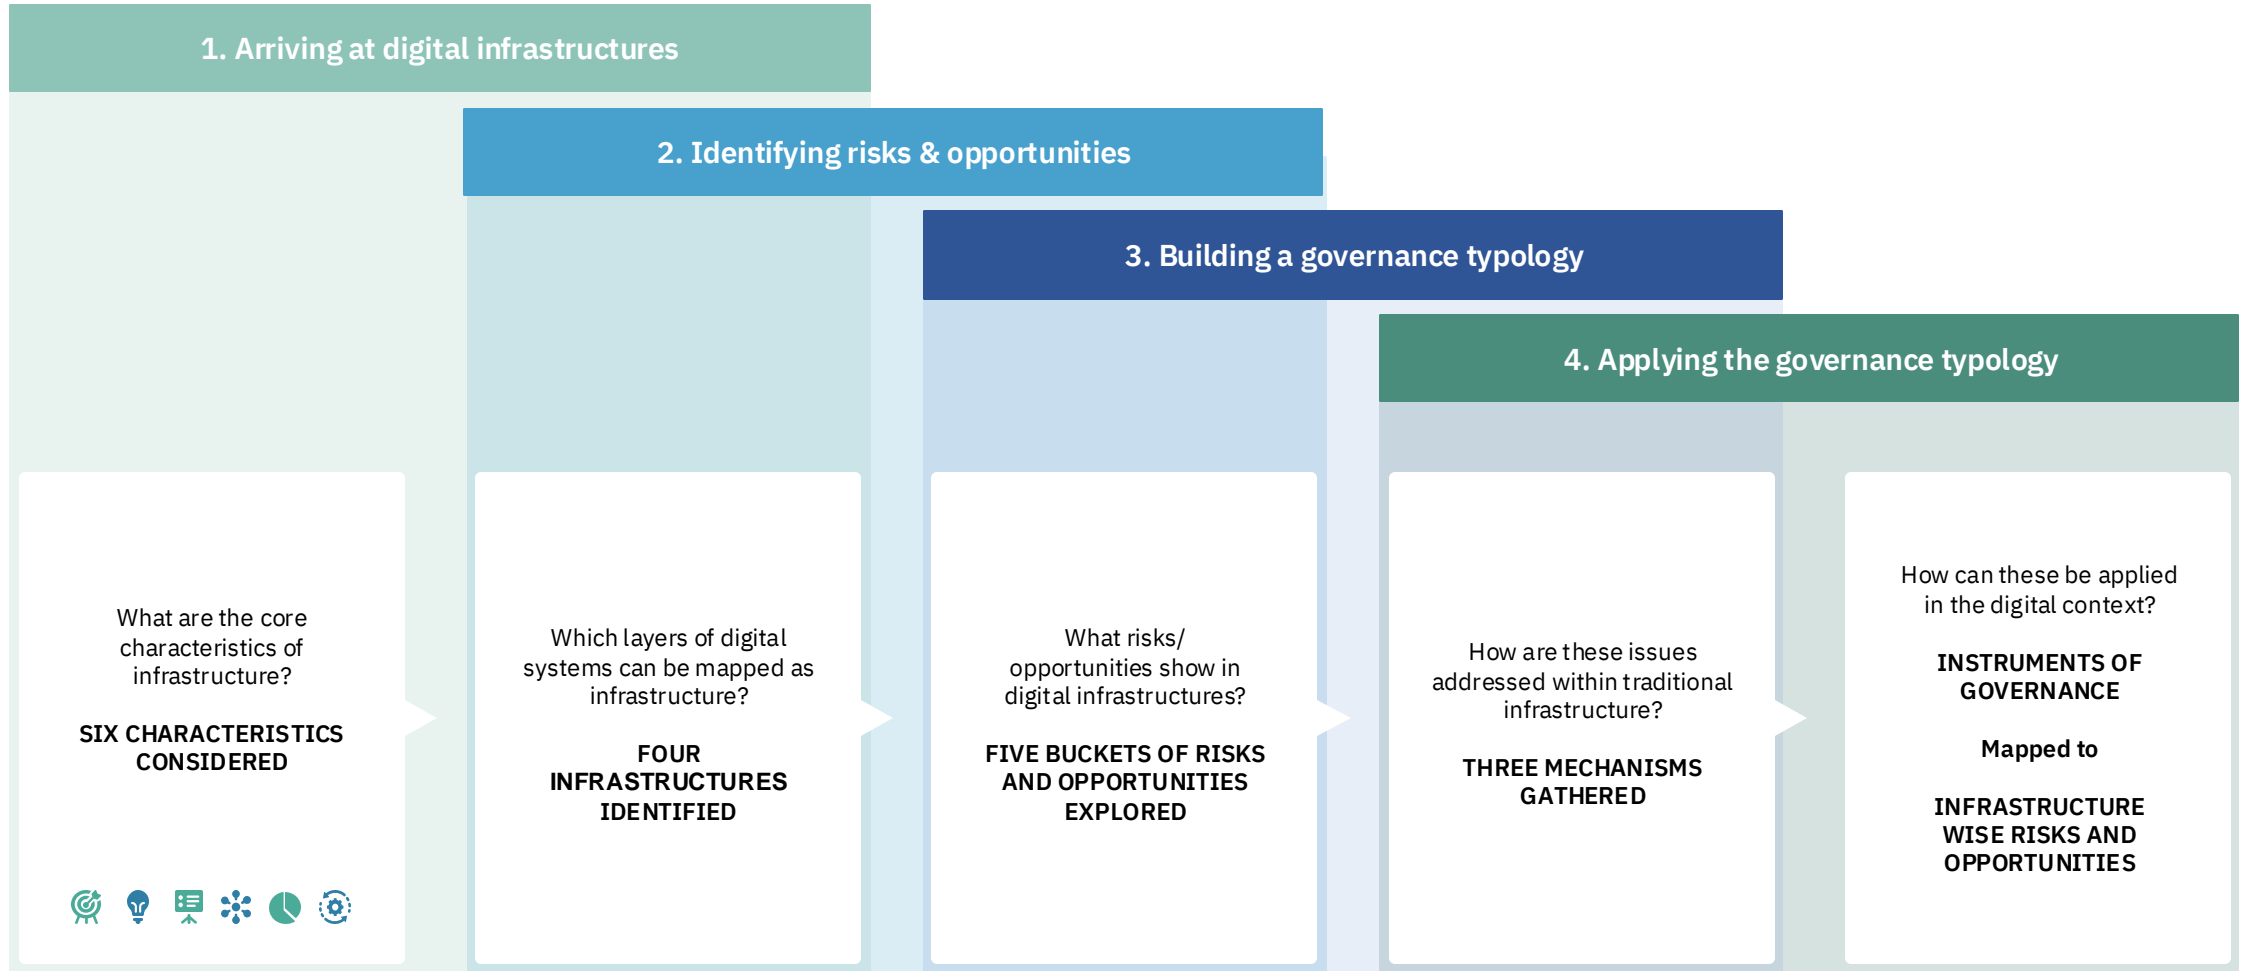 1. Arriving at digital infrastructures
2. Identifying risks & opportunities
3. Building a governance typology
4. Applying the governance typology
What are the core
characteristics of
infrastructure?
SIX CHARACTERISTICS
CONSIDERED
Which layers of digital
systems can be mapped as
infrastructure?
FOUR
INFRASTRUCTURES
IDENTIFIED
What risks/
opportunities show in
digital infrastructures?
FIVE BUCKETS OF RISKS
AND OPPORTUNITIES
EXPLORED
How are these issues
addressed within traditional
infrastructure?
THREE MECHANISMS
GATHERED
How can these be applied
in the digital context?
INSTRUMENTS OF
GOVERNANCE
Mapped to
INFRASTRUCTURE
WISE RISKS AND
OPPORTUNITIES